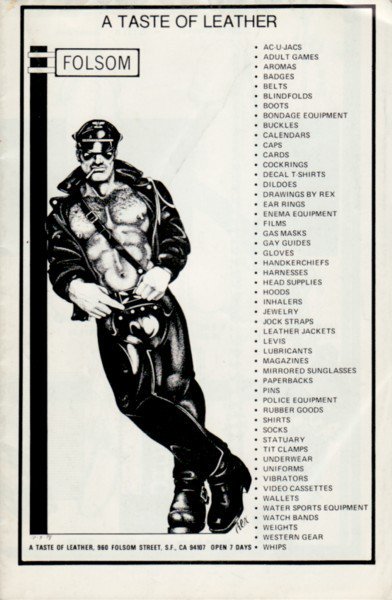 A TASTE OF LEATHER
FOLSOM
• AC-U-JACS
• ADULT GAMES
• AROMAS
• BADGES
• BELTS
• BLINDFOLDS
• BOOTS
• BONDAGE EQUIPMENT
• BUCKLES
• CALENDARS
• CAPS
• CARDS
• COCKRINGS
• DECAL T-SHIRTS
• DILDOES
• DRAWINGS BY REX
• EAR RINGS
• ENEMA EQUIPMENT
• FILMS
• GAS MASKS
• GAY GUIDES
• GLOVES
• HANDKERCHIEFS
• HARNESSES
• HEAD SUPPLIES
• HOODS
• INHALERS
• JEWELRY
• JOCK STRAPS
• LEATHER JACKETS
• LEVIS
• LUBRICANTS
• MAGAZINES
• MIRRORED SUNGLASSES
• PAPERBACKS
• PINS
• POLICE EQUIPMENT
• RUBBER GOODS
• SHIRTS
• SOCKS
• STATUARY
• TIT CLAMPS
• UNDERWEAR
• UNIFORMS
• VIBRATORS
• VIDEO CASSETTES
• WALLETS
• WATER SPORTS EQUIPMENT
• WATCH BANDS
• WEIGHTS
• WESTERN GEAR
• WHIPS
Rex
A TASTE OF LEATHER, 960 FOLSOM STREET, S.F., CA 94107 OPEN 7 DAYS